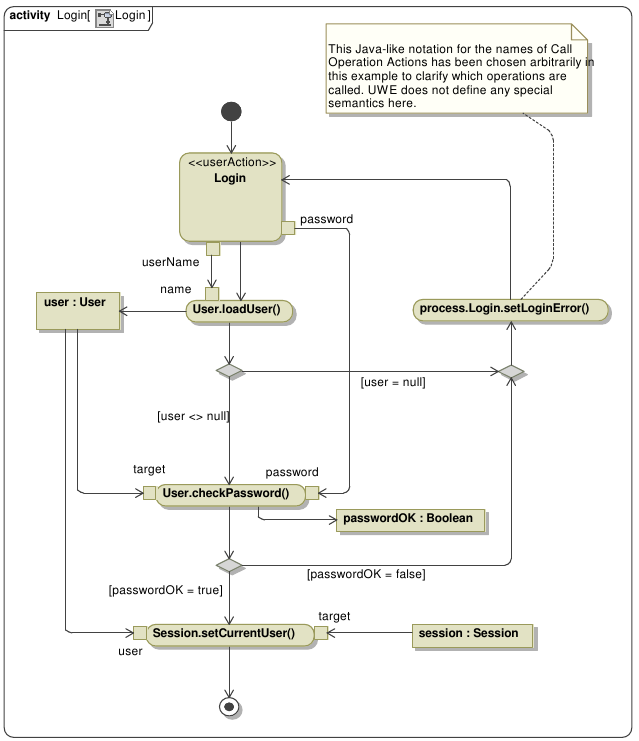 activity Login[ Login ]
This Java-like notation for the names of Call
Operation Actions has been chosen arbitrarily in
this example to clarify which operations are
called. UWE does not define any special
semantics here.
<<userAction>>
Login
password
userName
name
user : User
User.loadUser()
process.Login.setLoginError()
[user = null]
[user <> null]
target
password
User.checkPassword()
passwordOK : Boolean
[passwordOK = false]
[passwordOK = true]
target
Session.setCurrentUser()
session : Session
user